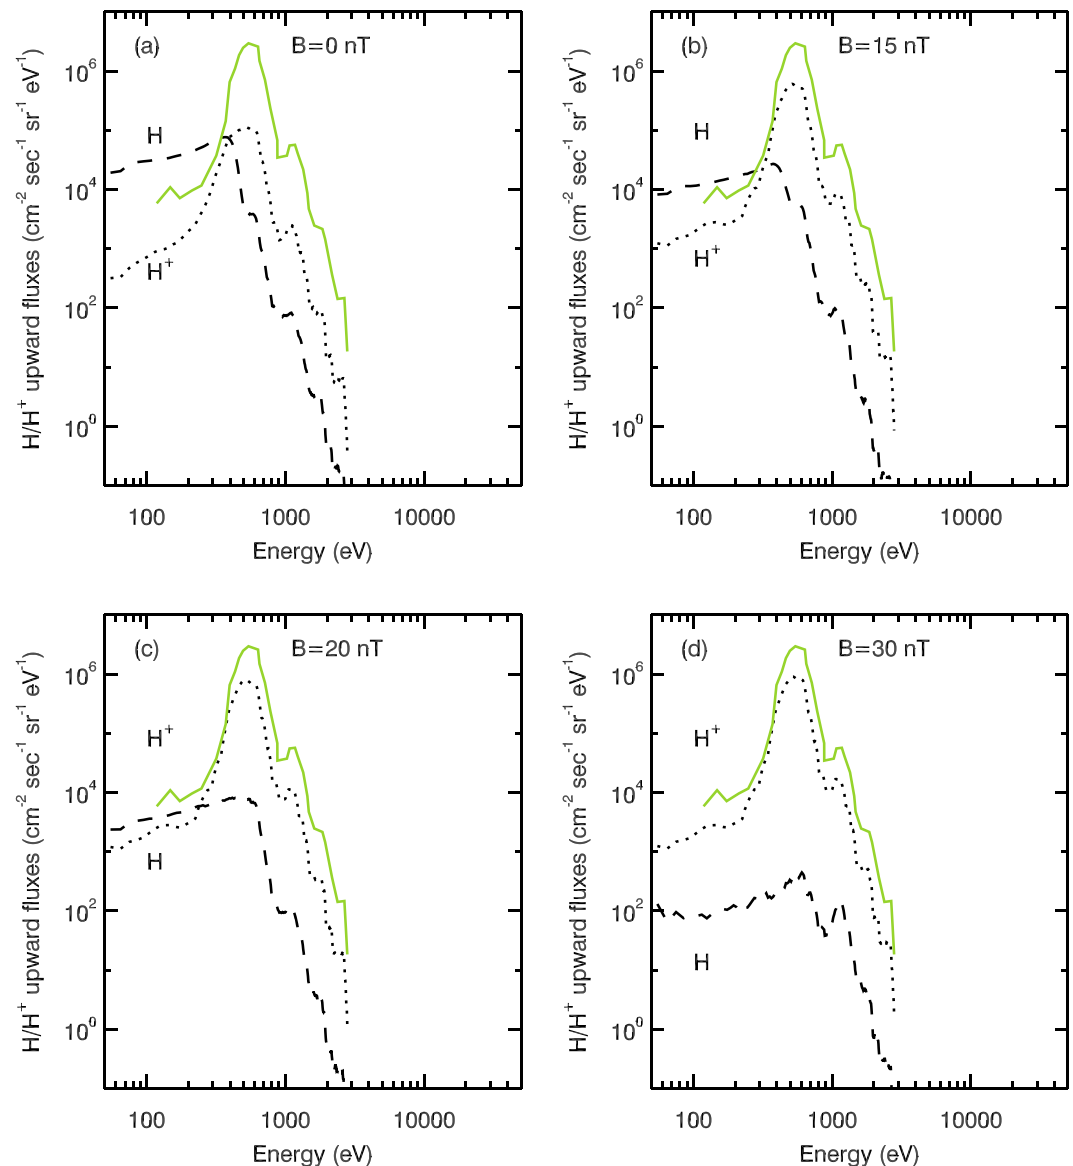 (a) B=0 nT
H/H+ upward fluxes (cm-2 sec-1 sr-1 eV-1)
10^6
H
10^4
H+
10^2
10^0
100 1000 10000
Energy (eV)
(b) B=15 nT
H/H+ upward fluxes (cm-2 sec-1 sr-1 eV-1)
10^6
H
10^4
H+
10^2
10^0
100 1000 10000
Energy (eV)
(c) B=20 nT
H/H+ upward fluxes (cm-2 sec-1 sr-1 eV-1)
10^6
H+
10^4
H
10^2
10^0
100 1000 10000
Energy (eV)
(d) B=30 nT
H/H+ upward fluxes (cm-2 sec-1 sr-1 eV-1)
10^6
H+
10^4
10^2
H
10^0
100 1000 10000
Energy (eV)